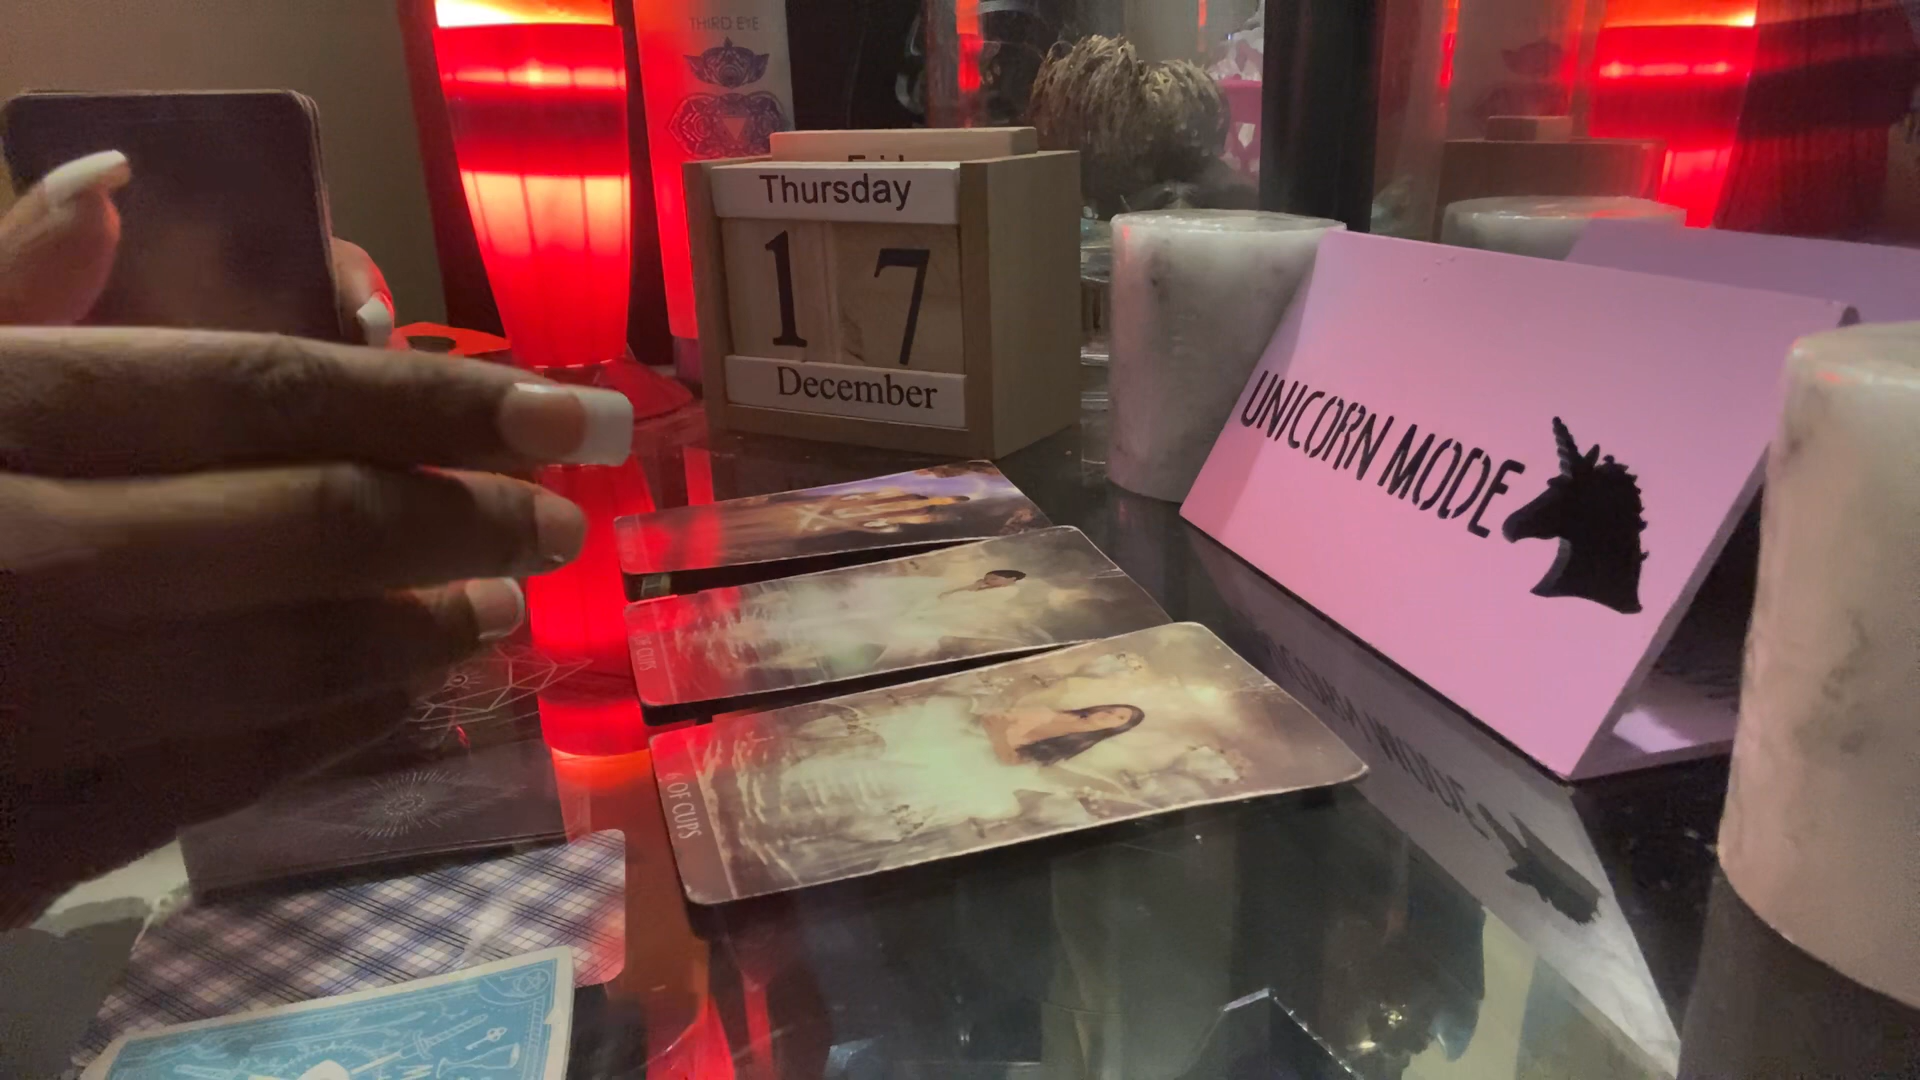 THIRD EYE
Thursday
17
December
UNICORN MODE
OF CUPS
6 OF CUPS